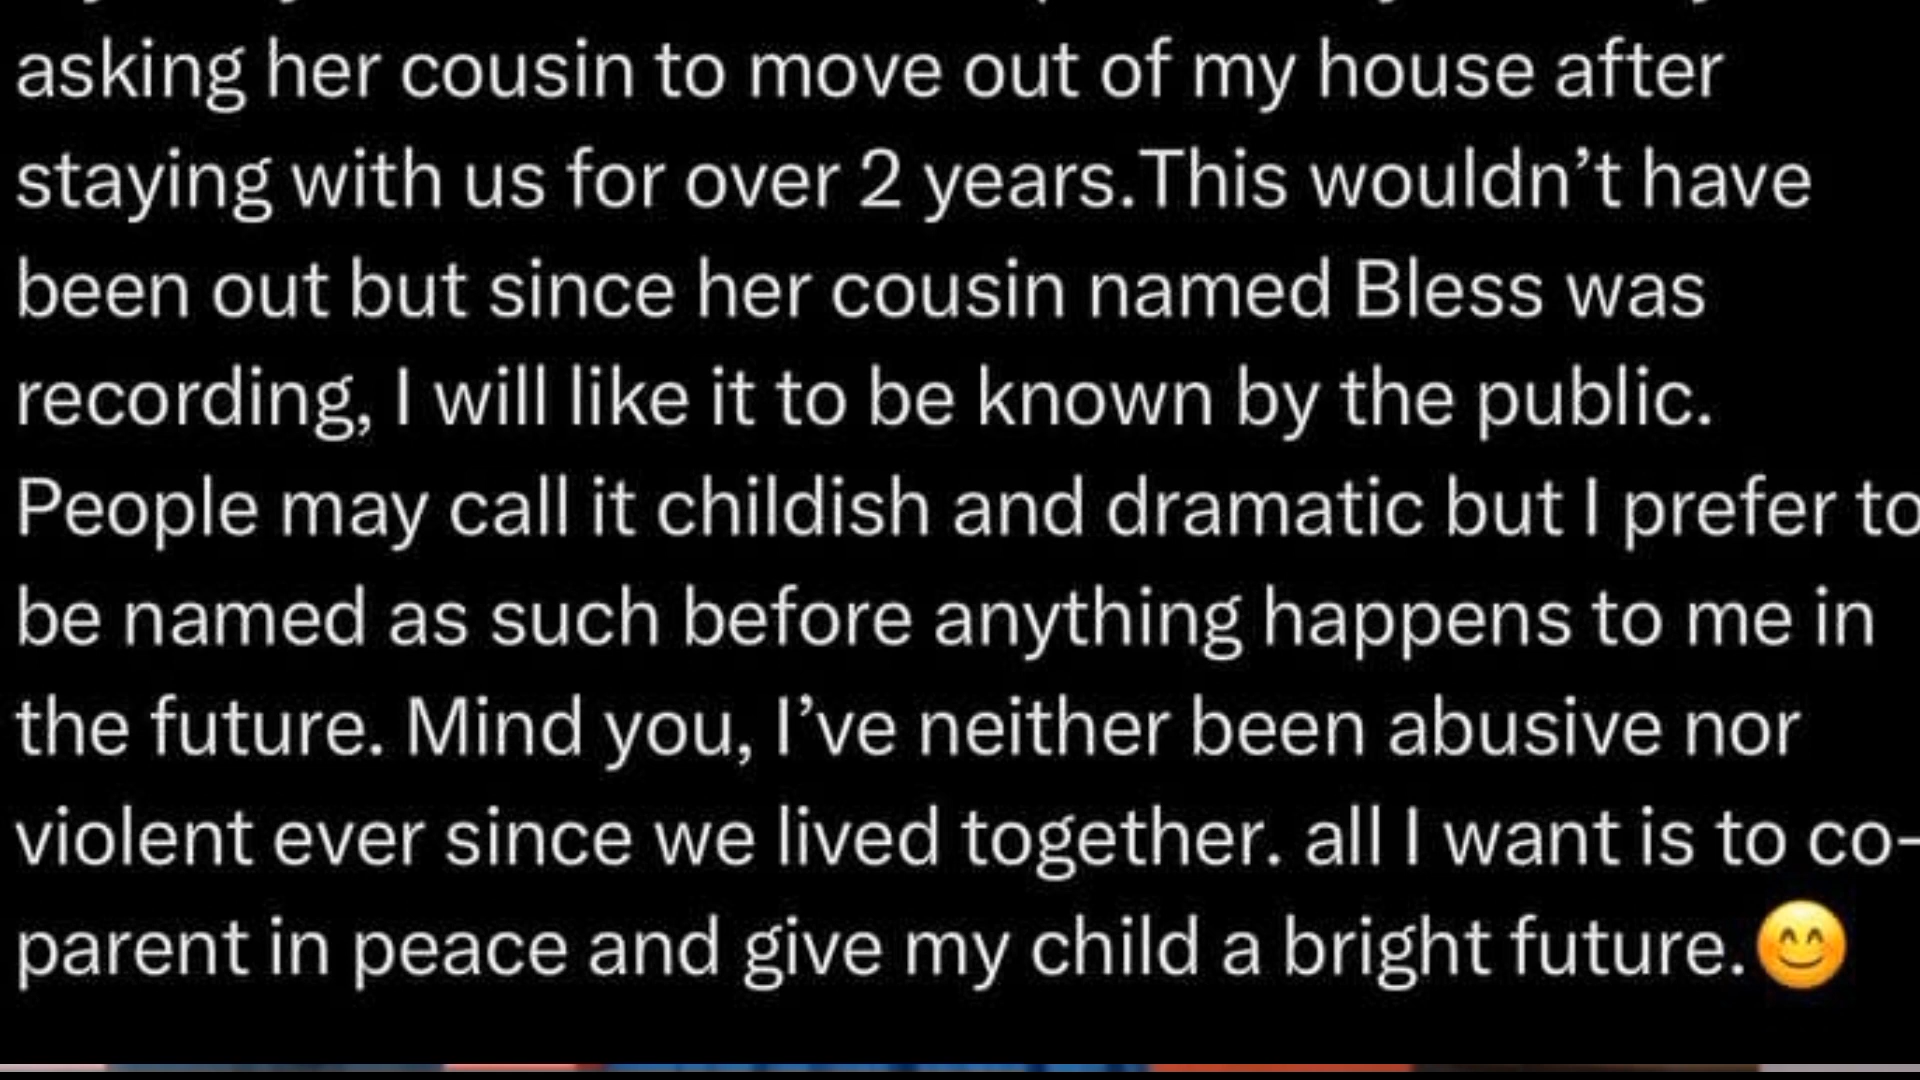 asking her cousin to move out of my house after
staying with us for over 2 years.This wouldn’t have
been out but since her cousin named Bless was
recording, I will like it to be known by the public.
People may call it childish and dramatic but I prefer to
be named as such before anything happens to me in
the future. Mind you, I’ve neither been abusive nor
violent ever since we lived together. all I want is to co-
parent in peace and give my child a bright future.😊